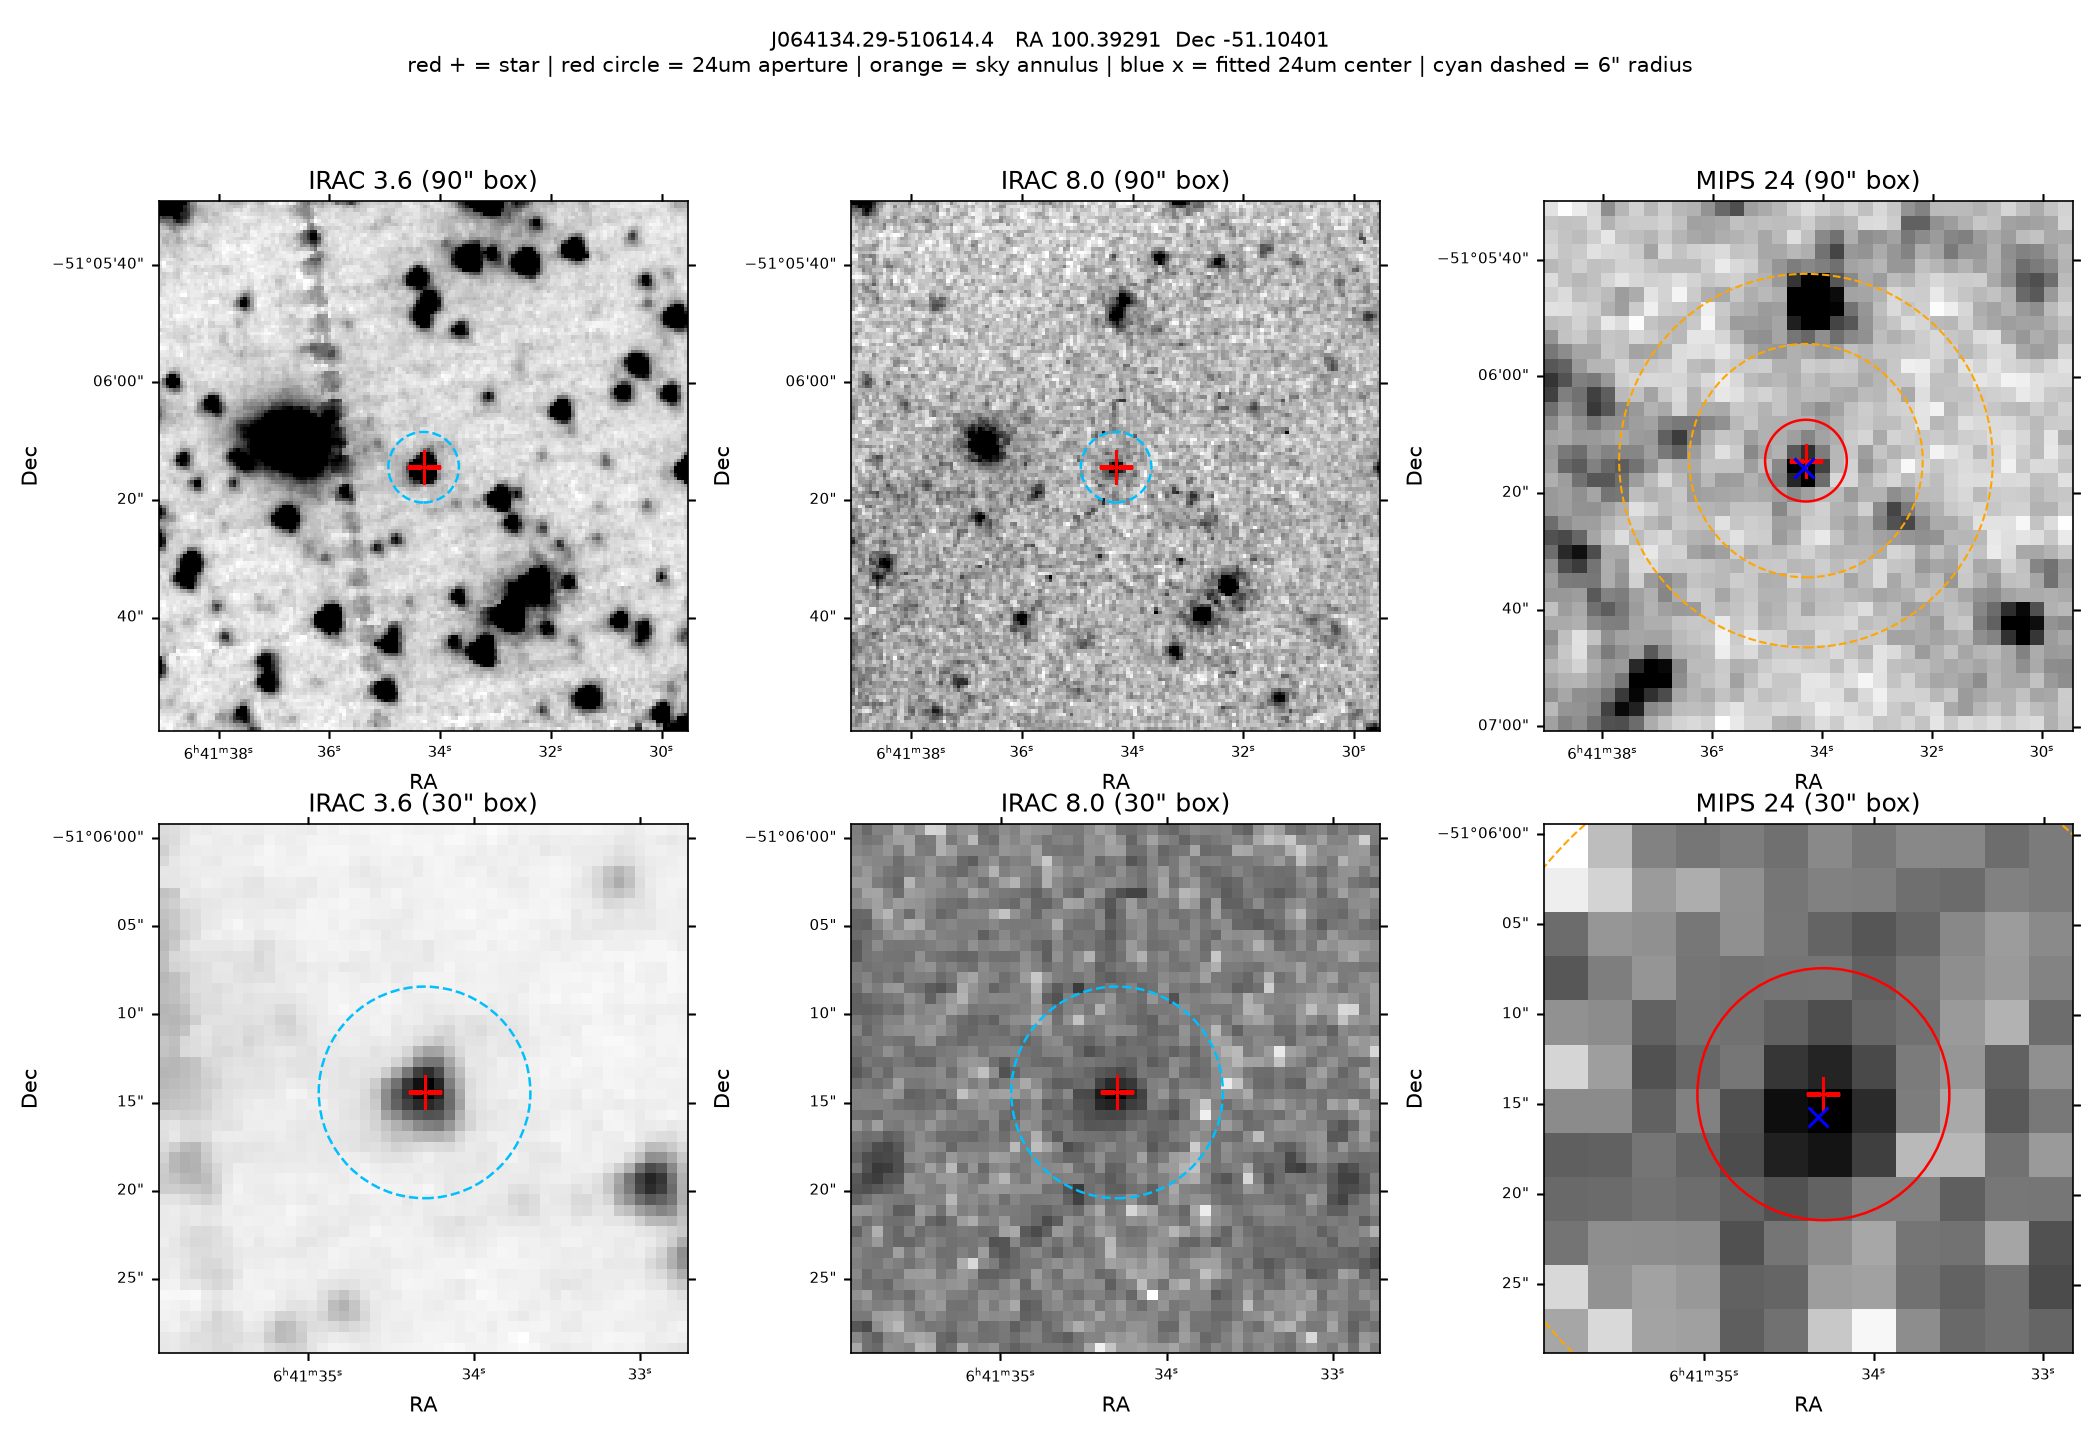 J064134.29-510614.4   RA 100.39291  Dec -51.10401
red + = star | red circle = 24um aperture | orange = sky annulus | blue x = fitted 24um center | cyan dashed = 6" radius
IRAC 3.6 (90" box)
Dec
−51°05'40"
06'00"
20"
40"
6ʰ41ᵐ38ˢ 36ˢ 34ˢ 32ˢ 30ˢ
RA
IRAC 8.0 (90" box)
Dec
−51°05'40"
06'00"
20"
40"
6ʰ41ᵐ38ˢ 36ˢ 34ˢ 32ˢ 30ˢ
RA
MIPS 24 (90" box)
Dec
−51°05'40"
06'00"
20"
40"
07'00"
6ʰ41ᵐ38ˢ 36ˢ 34ˢ 32ˢ 30ˢ
RA
IRAC 3.6 (30" box)
Dec
−51°06'00"
05"
10"
15"
20"
25"
6ʰ41ᵐ35ˢ 34ˢ 33ˢ
RA
IRAC 8.0 (30" box)
Dec
−51°06'00"
05"
10"
15"
20"
25"
6ʰ41ᵐ35ˢ 34ˢ 33ˢ
RA
MIPS 24 (30" box)
Dec
−51°06'00"
05"
10"
15"
20"
25"
6ʰ41ᵐ35ˢ 34ˢ 33ˢ
RA